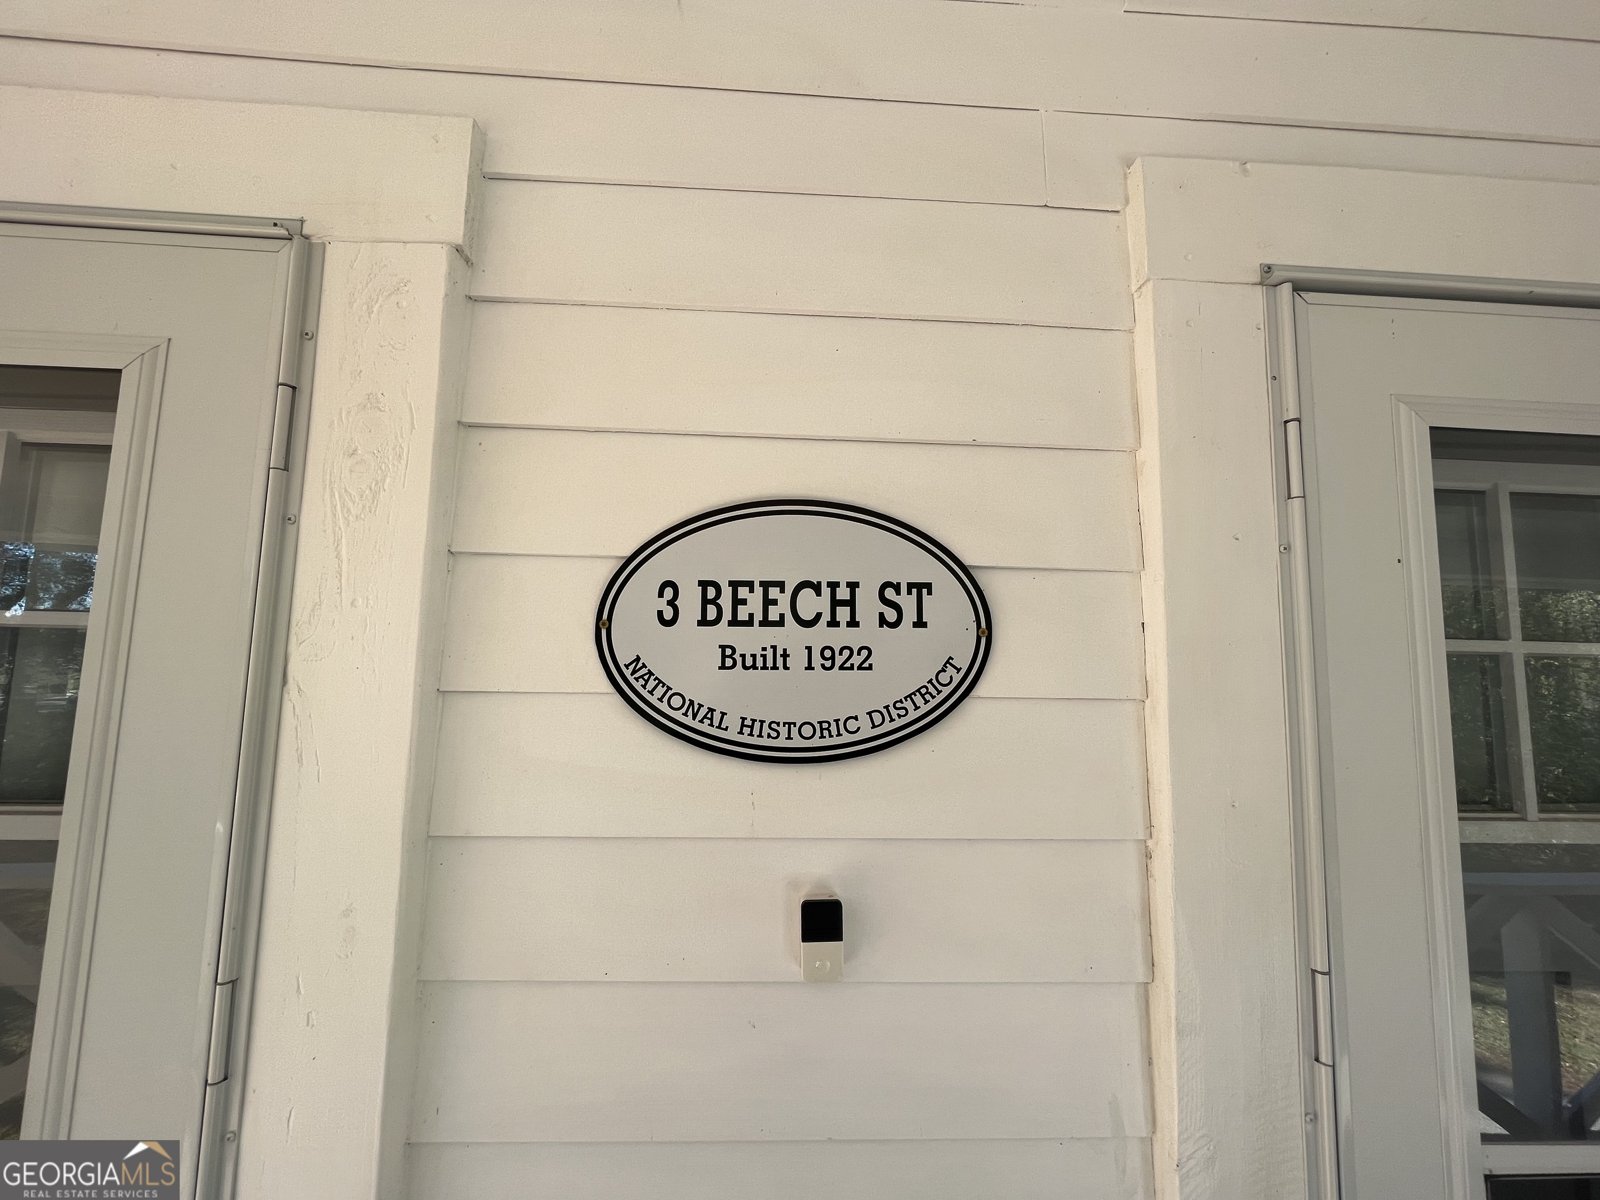 3 BEECH ST
Built 1922
NATIONAL HISTORIC DISTRICT
GEORGIAMLS
REAL ESTATE SERVICES